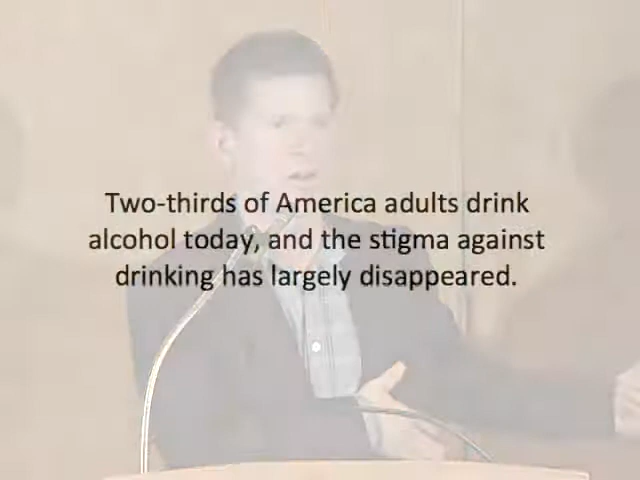 Two-thirds of America adults drink
alcohol today, and the stigma against
drinking has largely disappeared.